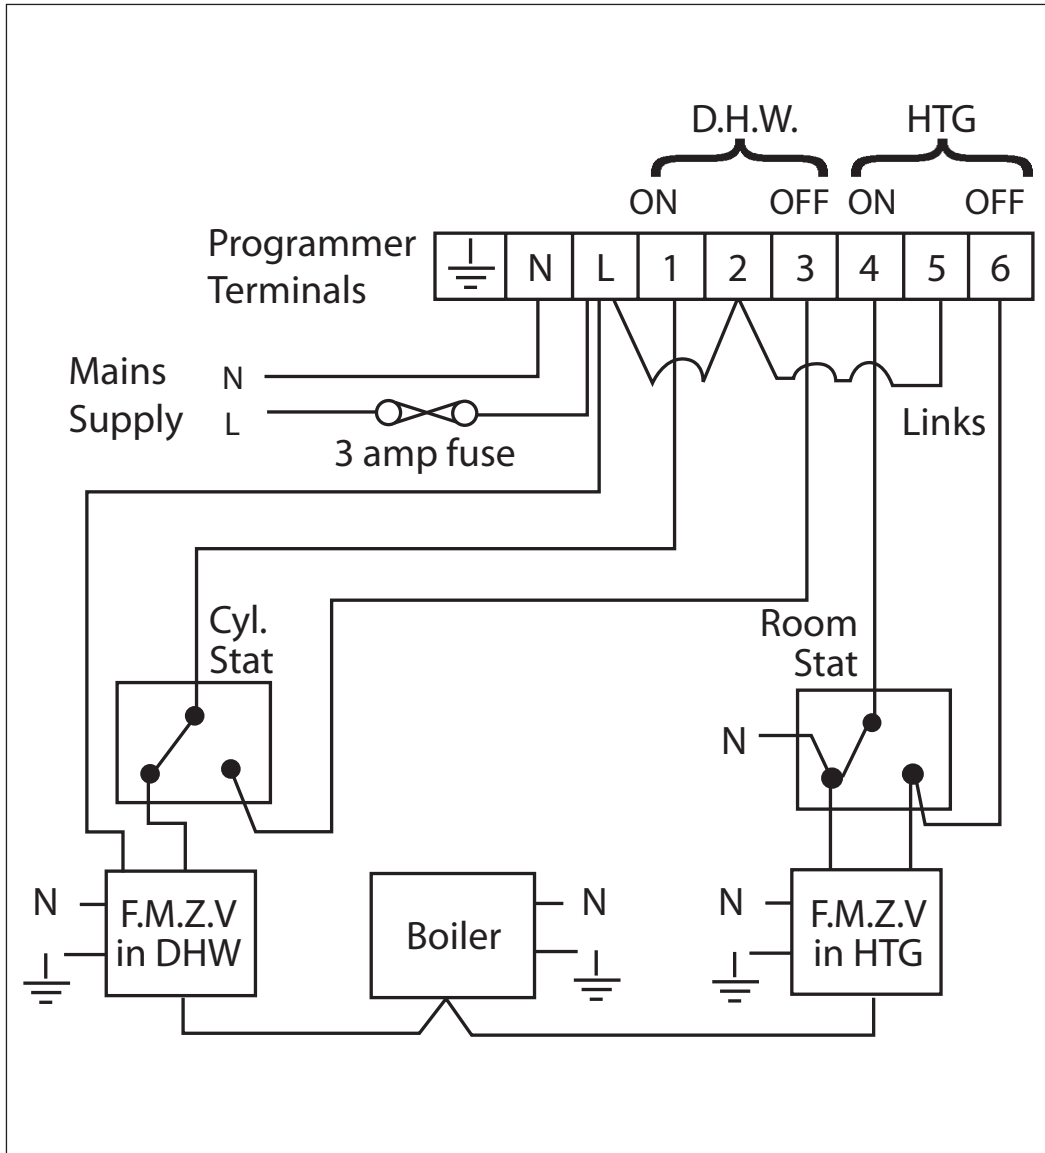 D.H.W. HTG
ON OFF ON OFF
Programmer
Terminals
N L 1 2 3 4 5 6
Mains
Supply
N
L
3 amp fuse
Links
Cyl.
Stat
Room
Stat
N
N
F.M.Z.V
in DHW
Boiler
N
N
F.M.Z.V
in HTG